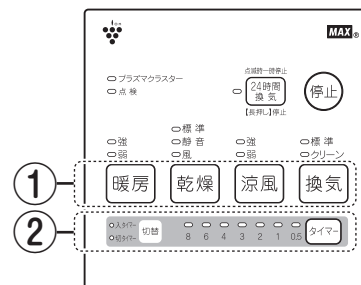 ion
MAX®
プラズマクラスター
点検
点滅時一時停止
24時間
換気
【長押し】停止
停止
標準
強 静音 強 標準
弱 風 弱 クリーン
① 暖房 乾燥 涼風 換気
② 入タイマー
切タイマー
切替
8 6 4 3 2 1 0.5
タイマー